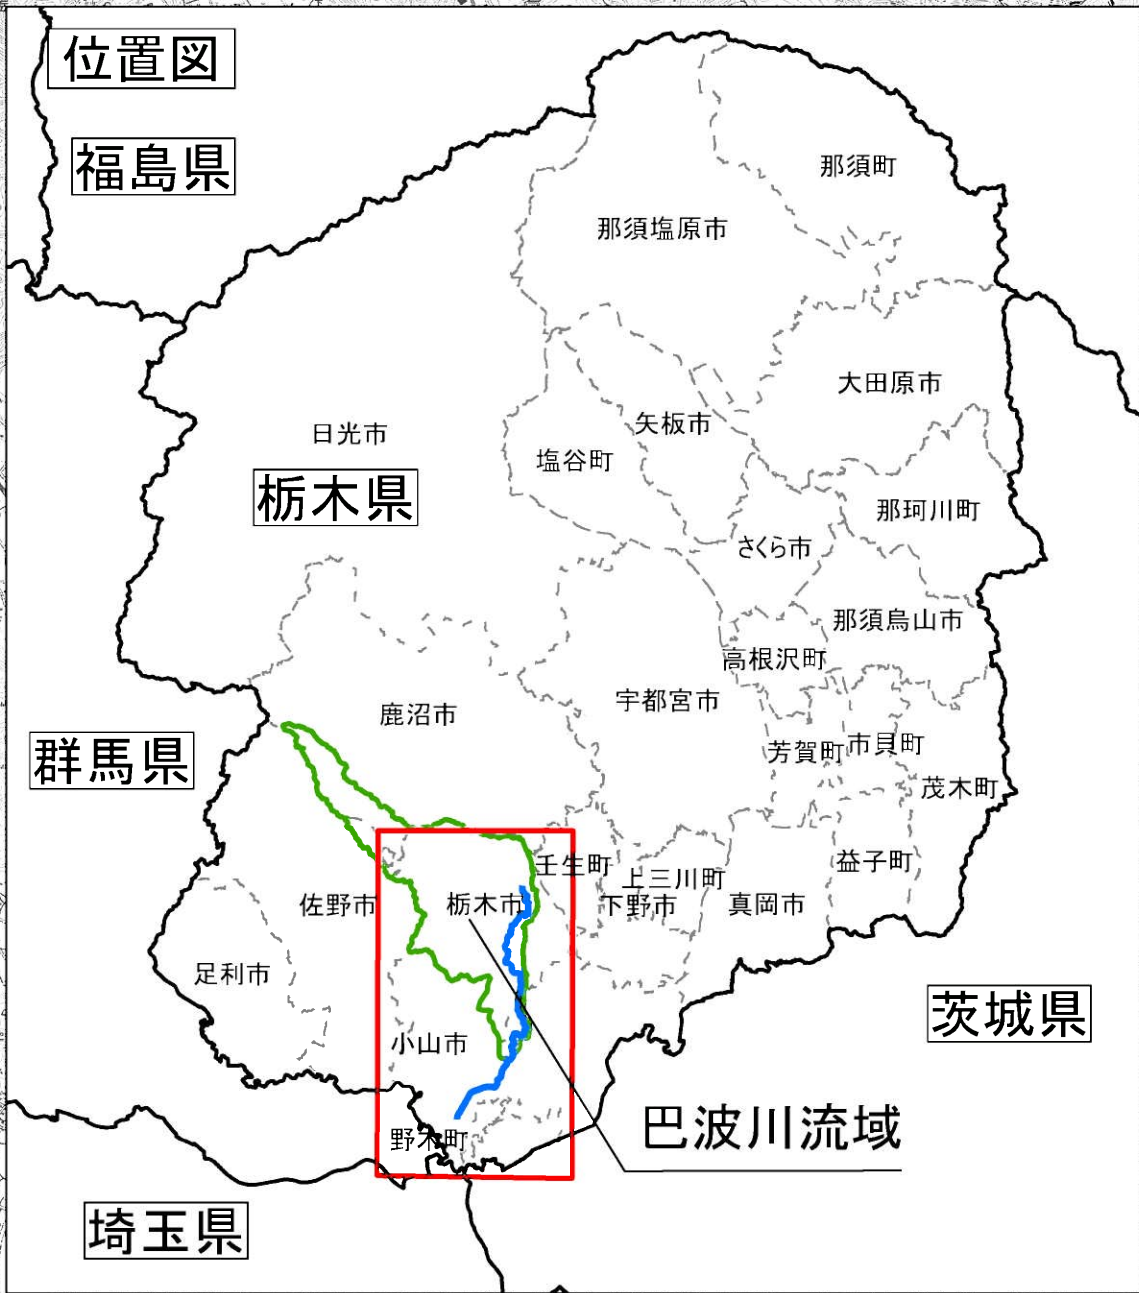 位置図
福島県
那須町
那須塩原市
大田原市
矢板市
日光市
塩谷町
栃木県
那珂川町
さくら市
那須烏山市
高根沢町
宇都宮市
鹿沼市
群馬県
芳賀町
市貝町
茂木町
壬生町
益子町
上三川町
佐野市
栃木市
下野市
真岡市
足利市
茨城県
小山市
巴波川流域
野木町
埼玉県